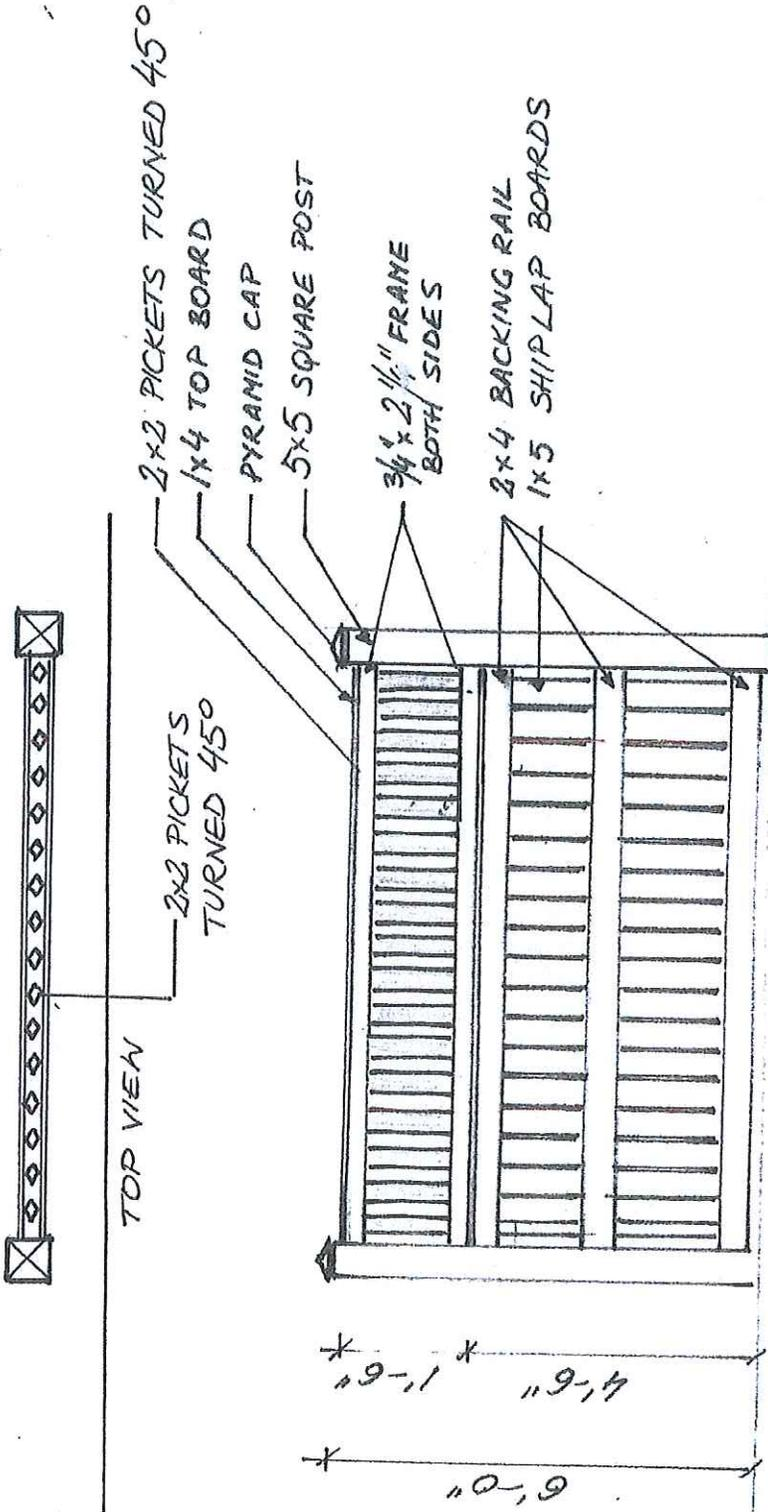 2x2 PICKETS
TURNED 45°
TOP VIEW
2x2 PICKETS TURNED 45°
1x4 TOP BOARD
PYRAMID CAP
5x5 SQUARE POST
3/4" x 2 1/2" FRAME
BOTH SIDES
2x4 BACKING RAIL
1x5 SHIPLAP BOARDS
1'-6"
4'-6"
6'-0"